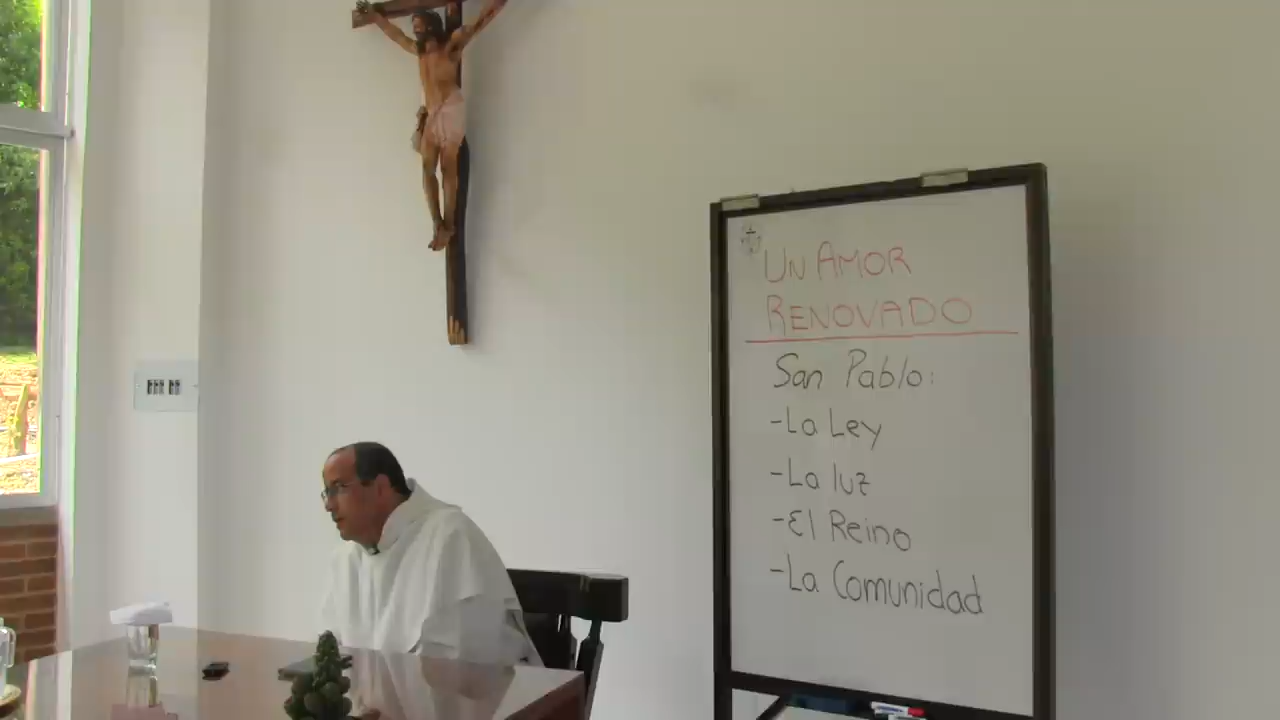 UN AMOR
RENOVADO
San Pablo:
-La Ley
-La luz
-El Reino
-La Comunidad